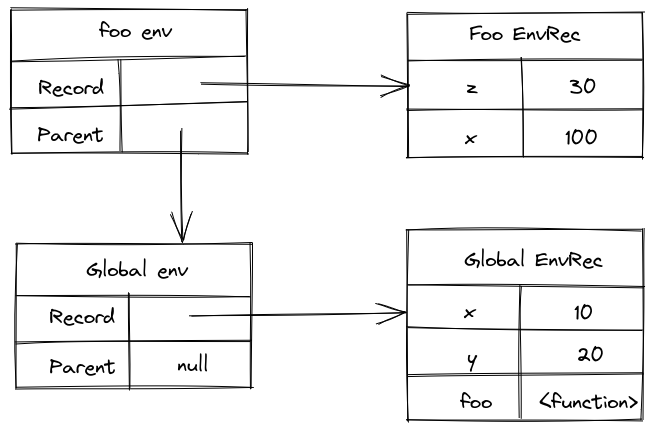 foo env
Record
Parent
Foo EnvRec
z 30
x 100
Global env
Record
Parent null
Global EnvRec
x 10
y 20
foo <function>